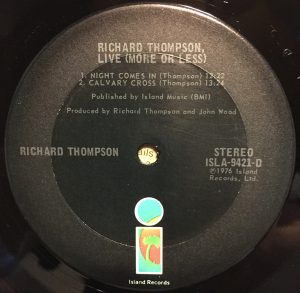 RICHARD THOMPSON,
LIVE (MORE OR LESS)
1. NIGHT COMES IN (Thompson) 12:22
2. CALVARY CROSS (Thompson) 13:24
Published by Island Music (BMI)
Produced by Richard Thompson and John Wood
RICHARD THOMPSON
STEREO
ISLA-9421-D
℗1976 Island
Records, Ltd.
i
Island Records